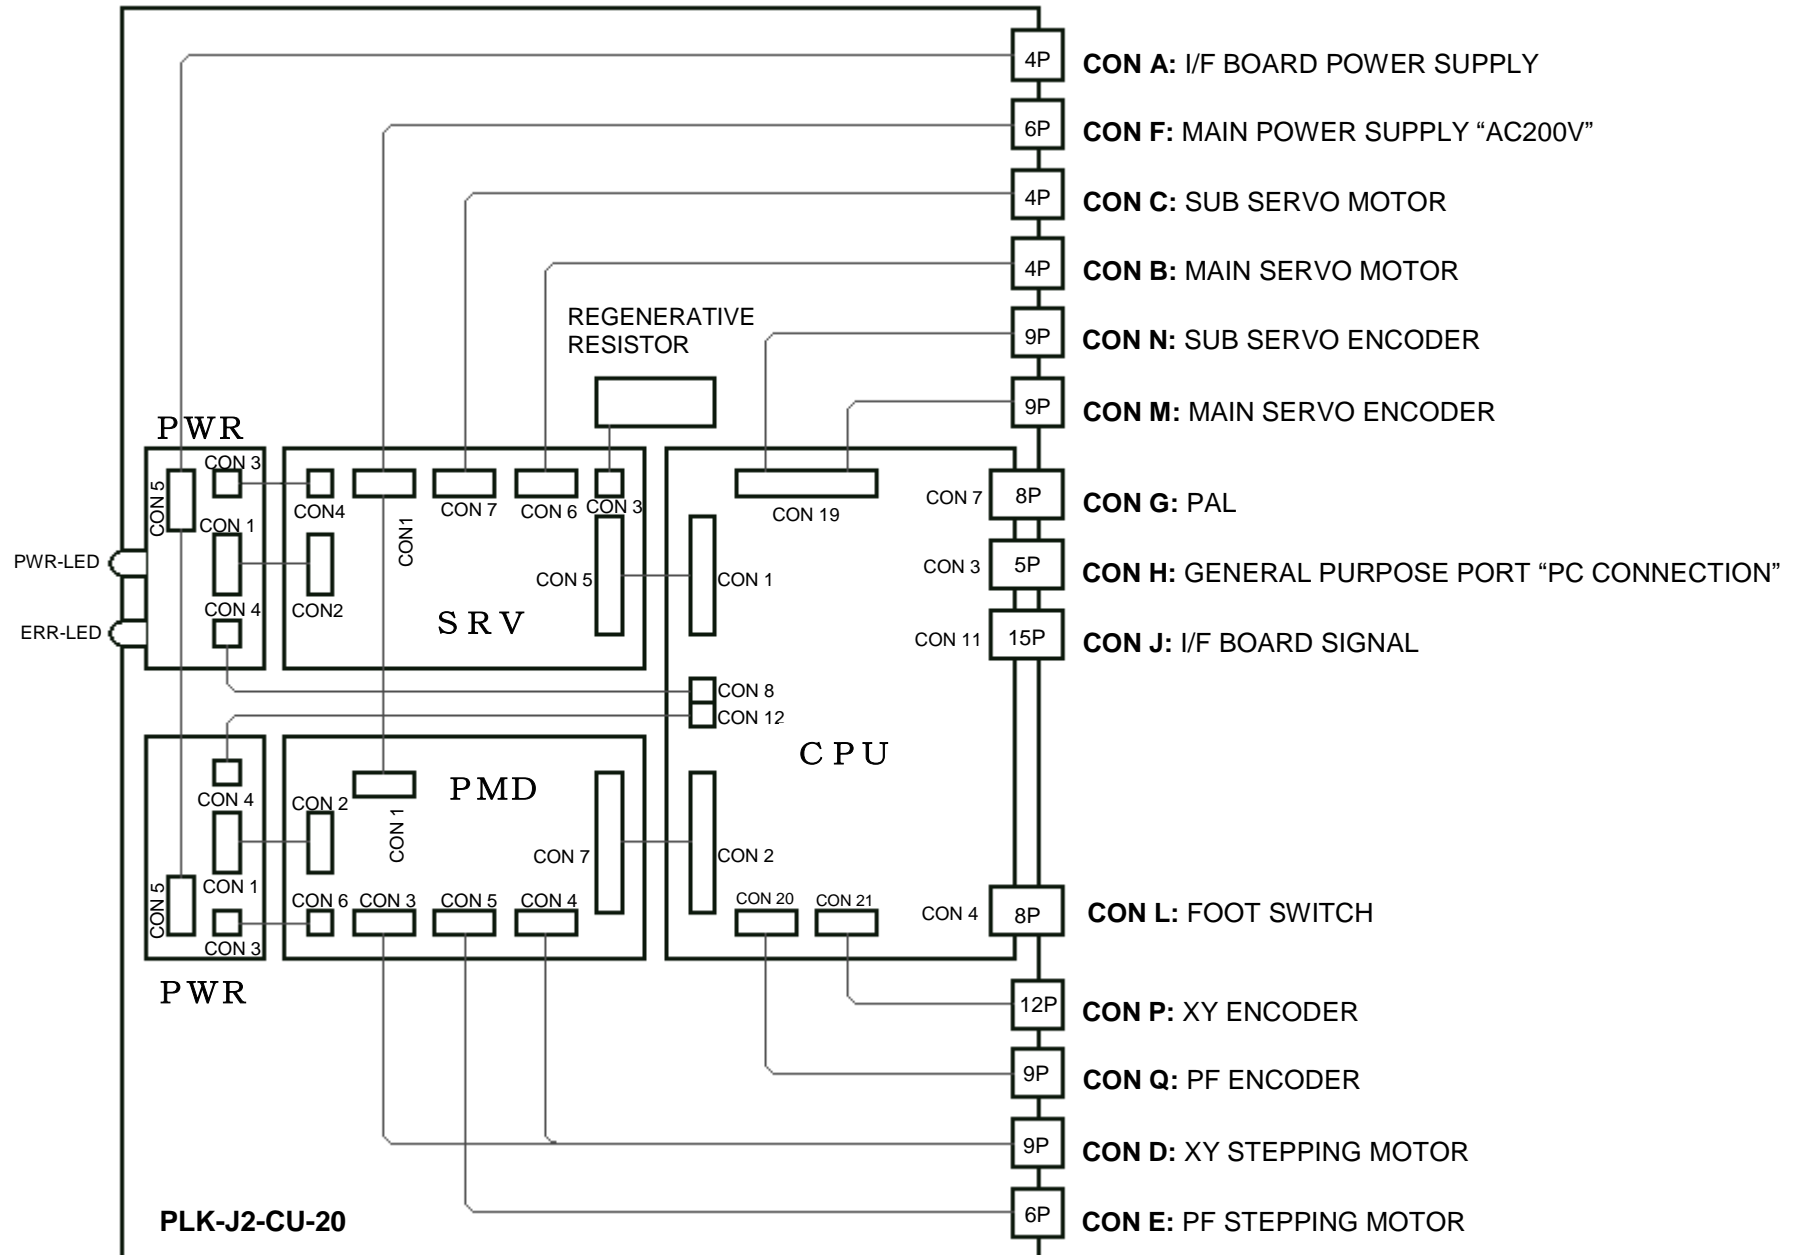 4P
CON A: I/F BOARD POWER SUPPLY
6P
CON F: MAIN POWER SUPPLY “AC200V”
4P
CON C: SUB SERVO MOTOR
4P
CON B: MAIN SERVO MOTOR
REGENERATIVE
RESISTOR
9P
CON N: SUB SERVO ENCODER
9P
CON M: MAIN SERVO ENCODER
PWR
CON 3
CON 5
CON 1
CON 4
PWR-LED
ERR-LED
CON4
CON1
CON 7
CON 6
CON 3
CON2
CON 5
SRV
CON 19
CON 1
CON 7
8P
CON G: PAL
CON 3
5P
CON H: GENERAL PURPOSE PORT “PC CONNECTION”
CON 11
15P
CON J: I/F BOARD SIGNAL
CON 8
CON 12
CPU
CON 4
CON 1
CON 5
CON 3
PWR
CON 2
CON 1
PMD
CON 7
CON 6
CON 3
CON 5
CON 4
CON 2
CON 20
CON 21
CON 4
8P
CON L: FOOT SWITCH
12P
CON P: XY ENCODER
9P
CON Q: PF ENCODER
9P
CON D: XY STEPPING MOTOR
6P
CON E: PF STEPPING MOTOR
PLK-J2-CU-20